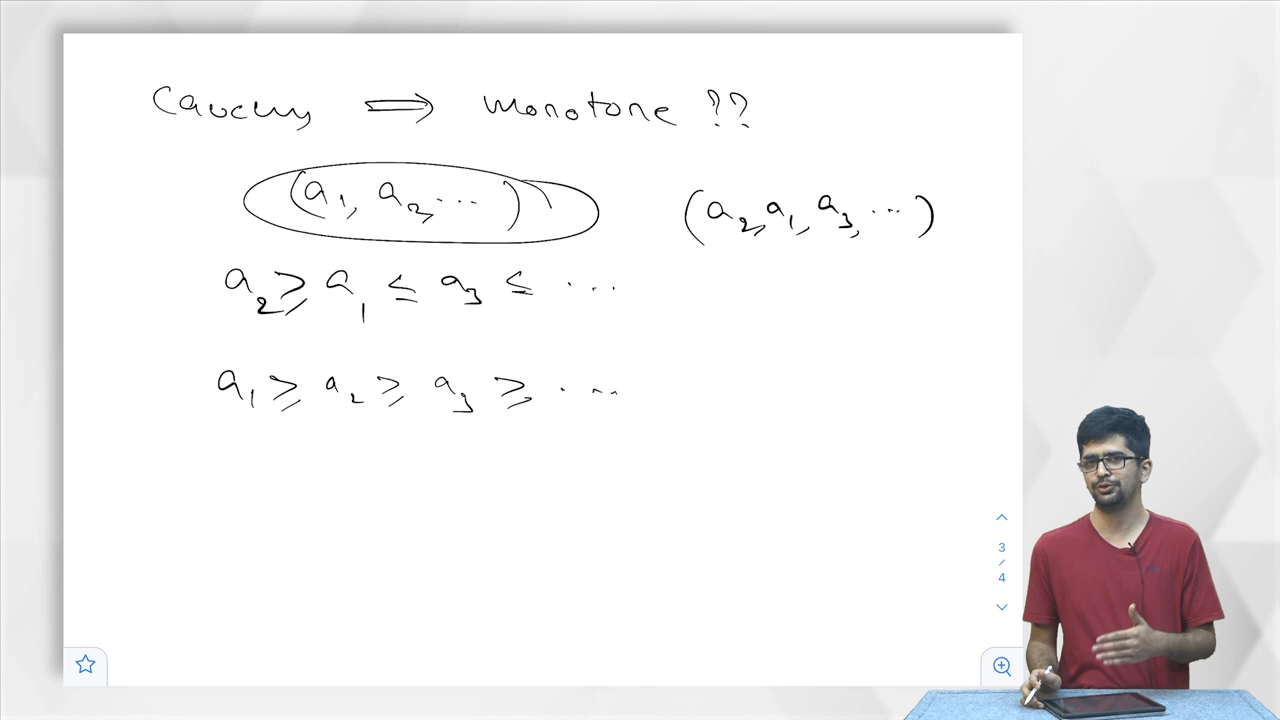 Cauchy ⟹ Monotone ??
(a₁, a₂, ...) (a₂, a₁, a₃, ...)
a₂ ≥ a₁ ≤ a₃ ≤ ...
a₁ ≥ a₂ ≥ a₃ ≥ ...
3
/
4